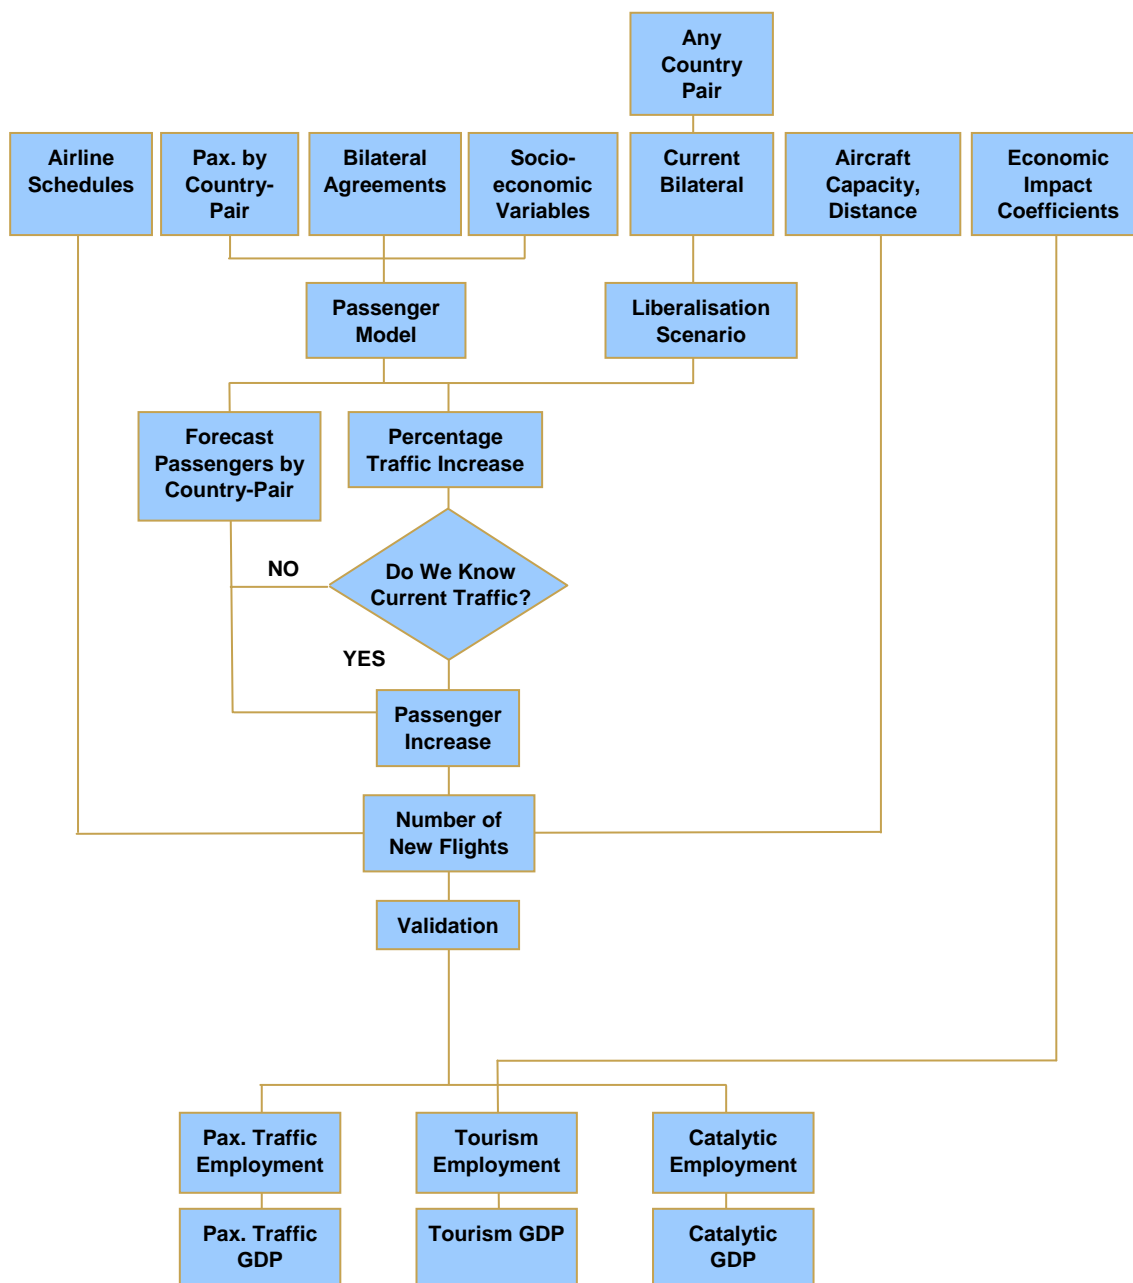 Any
Country
Pair
Airline
Schedules
Pax. by
Country-
Pair
Bilateral
Agreements
Socio-
economic
Variables
Current
Bilateral
Aircraft
Capacity,
Distance
Economic
Impact
Coefficients
Passenger
Model
Liberalisation
Scenario
Forecast
Passengers by
Country-Pair
Percentage
Traffic Increase
NO
Do We Know
Current Traffic?
YES
Passenger
Increase
Number of
New Flights
Validation
Pax. Traffic
Employment
Tourism
Employment
Catalytic
Employment
Pax. Traffic
GDP
Tourism GDP
Catalytic
GDP